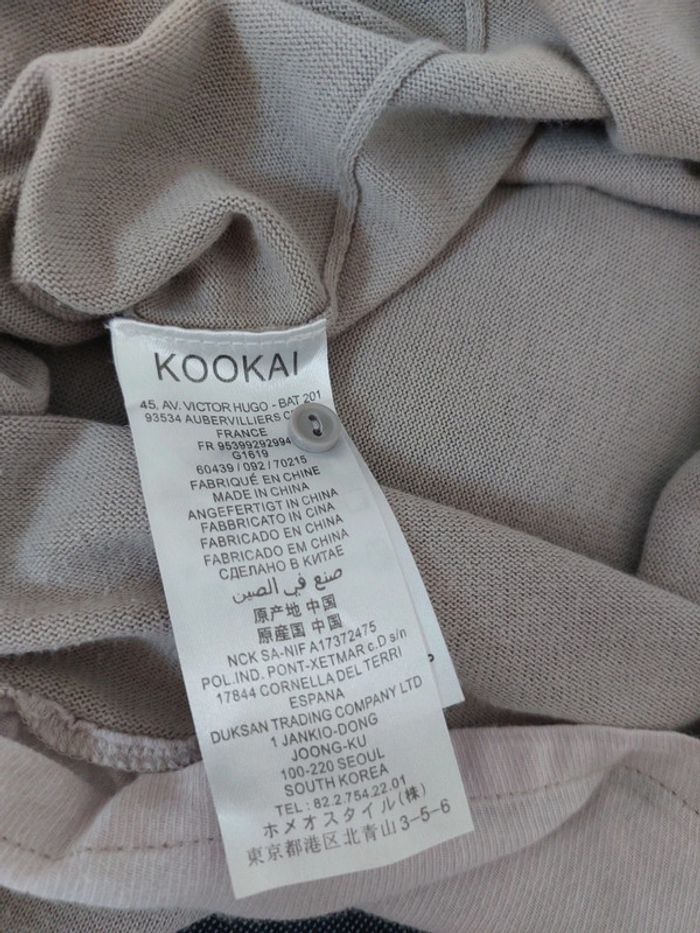 KOOKAI
45, AV. VICTOR HUGO - BAT 201
93534 AUBERVILLIERS
FRANCE
FR 95399292994
G1619
60439 / 092 / 70215
FABRIQUÉ EN CHINE
MADE IN CHINA
ANGEFERTIGT IN CHINA
FABBRICATO IN CINA
FABRICADO EN CHINA
FABRICADO EM CHINA
СДЕЛАНО В КИТАЕ
صنع في الصين
原产地 中国
原産国 中国
NCK SA-NIF A17372475
POL.IND. PONT-XETMAR c.D s/n
17844 CORNELLA DEL TERRI
ESPANA
DUKSAN TRADING COMPANY LTD
1 JANKIO-DONG
JOONG-KU
100-220 SEOUL
SOUTH KOREA
TEL : 82.2.754.22.01
ホメオスタイル(株)
東京都港区北青山3-5-6